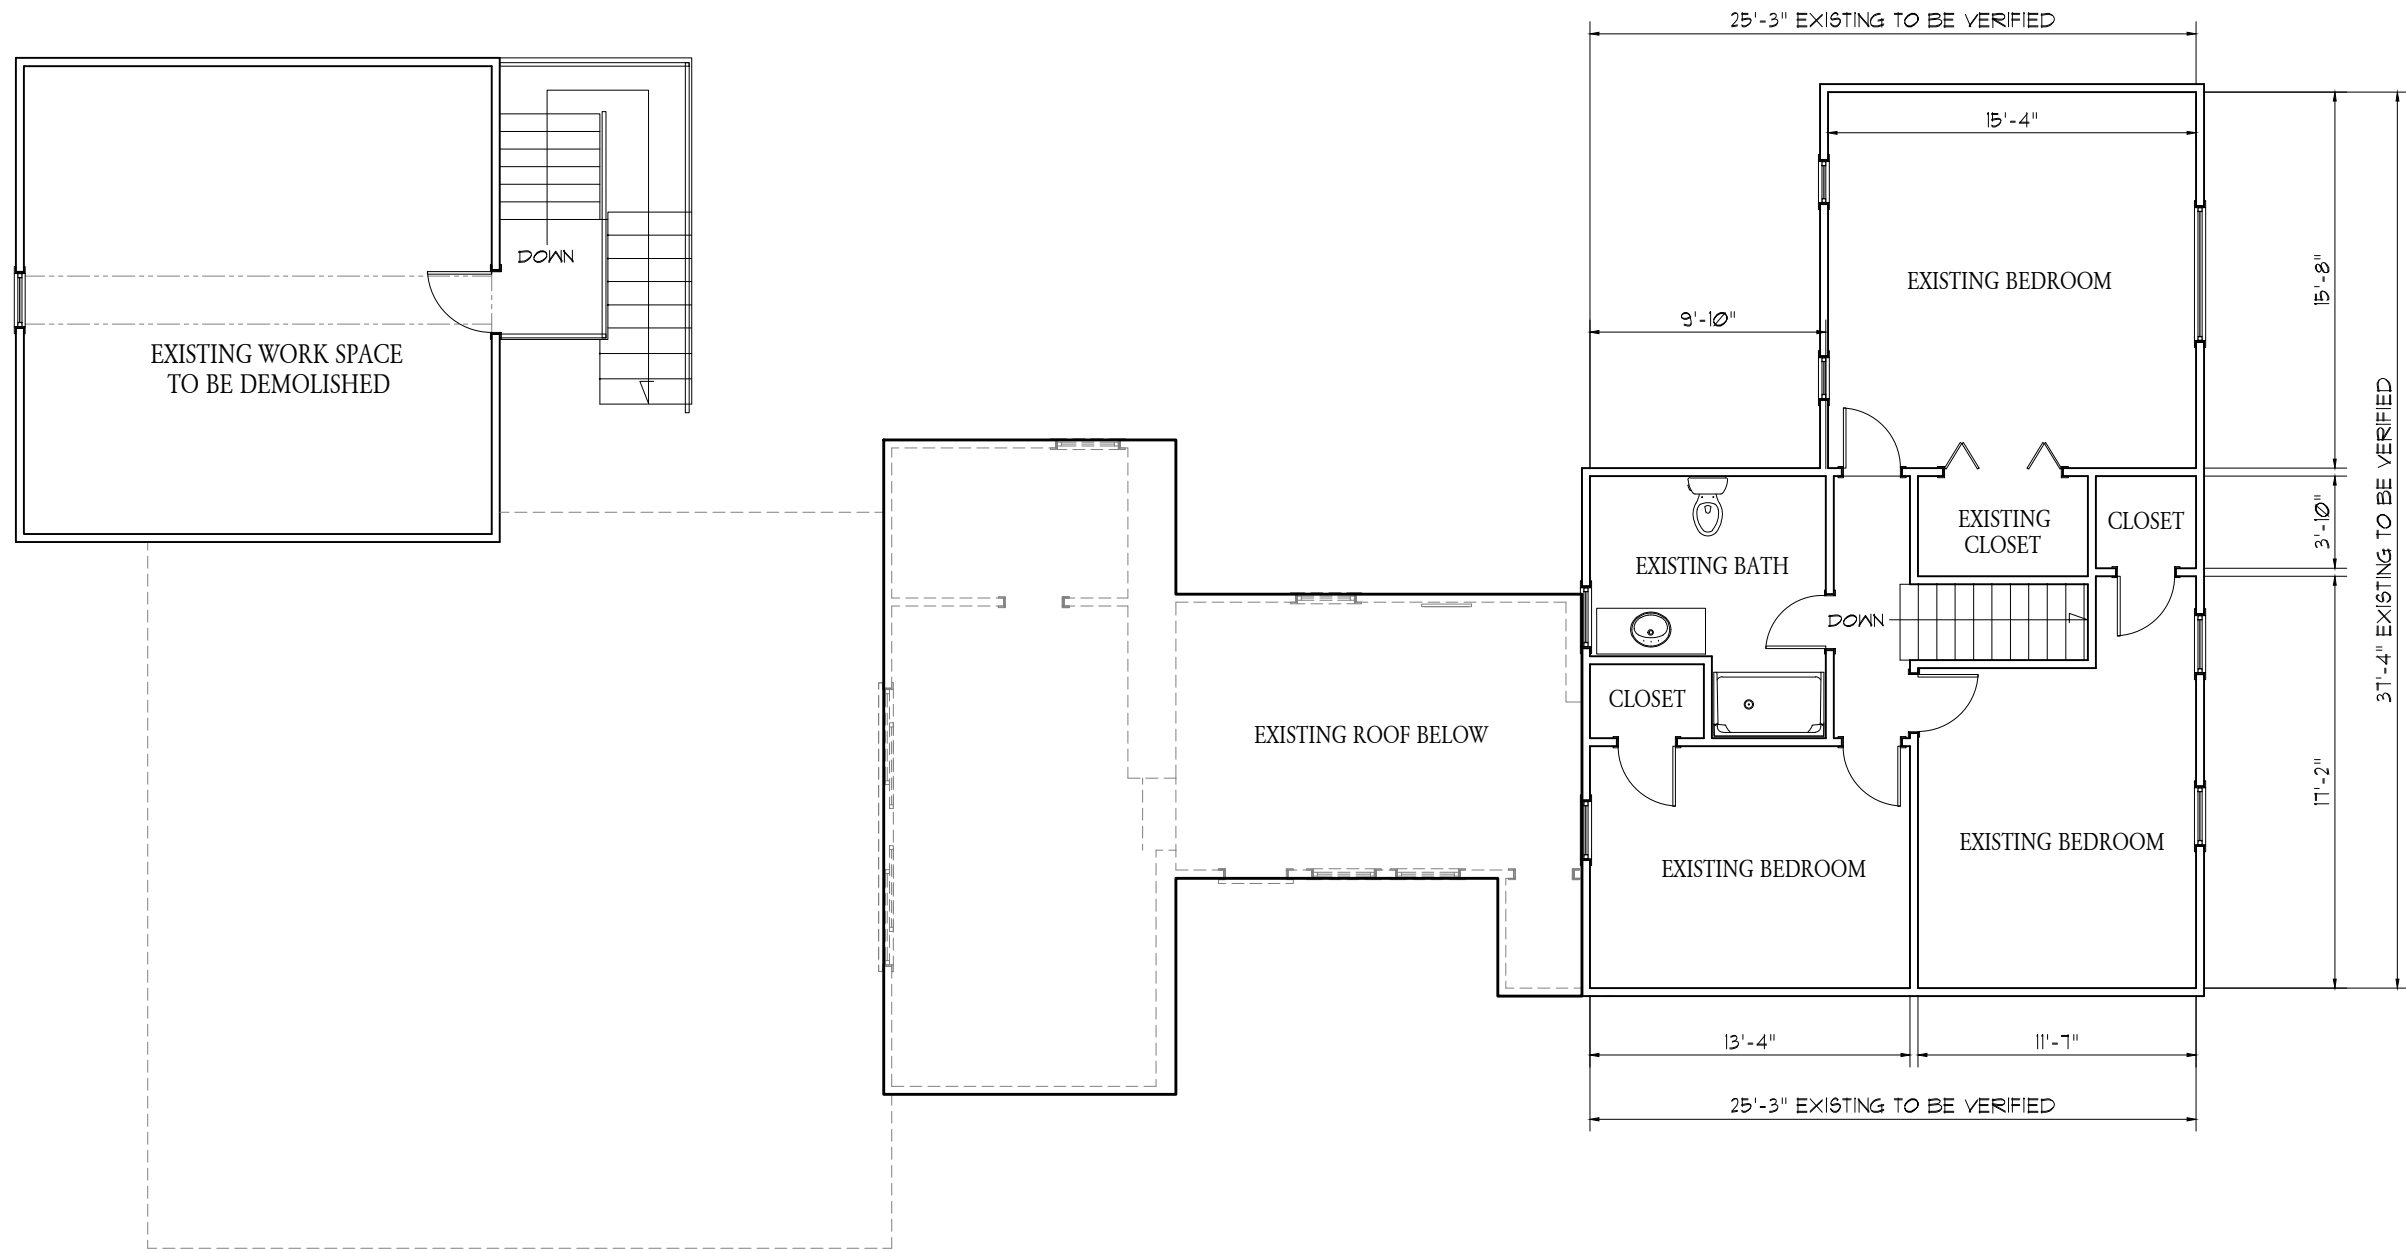 25'-3" EXISTING TO BE VERIFIED
15'-4"
DOWN
EXISTING BEDROOM
15'-8"
9'-10"
EXISTING WORK SPACE
TO BE DEMOLISHED
37'-4" EXISTING TO BE VERIFIED
EXISTING
CLOSET
CLOSET
3'-10"
EXISTING BATH
DOWN
CLOSET
EXISTING ROOF BELOW
17'-2"
EXISTING BEDROOM
EXISTING BEDROOM
13'-4"
11'-7"
25'-3" EXISTING TO BE VERIFIED